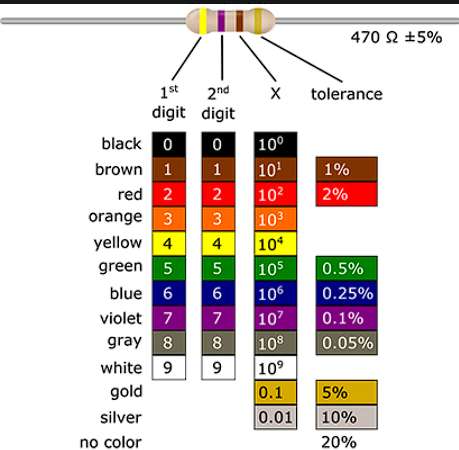 470 Ω ±5%
1st digit 2nd digit X tolerance
black 0 0 10⁰
brown 1 1 10¹ 1%
red 2 2 10² 2%
orange 3 3 10³
yellow 4 4 10⁴
green 5 5 10⁵ 0.5%
blue 6 6 10⁶ 0.25%
violet 7 7 10⁷ 0.1%
gray 8 8 10⁸ 0.05%
white 9 9 10⁹
gold 0.1 5%
silver 0.01 10%
no color 20%